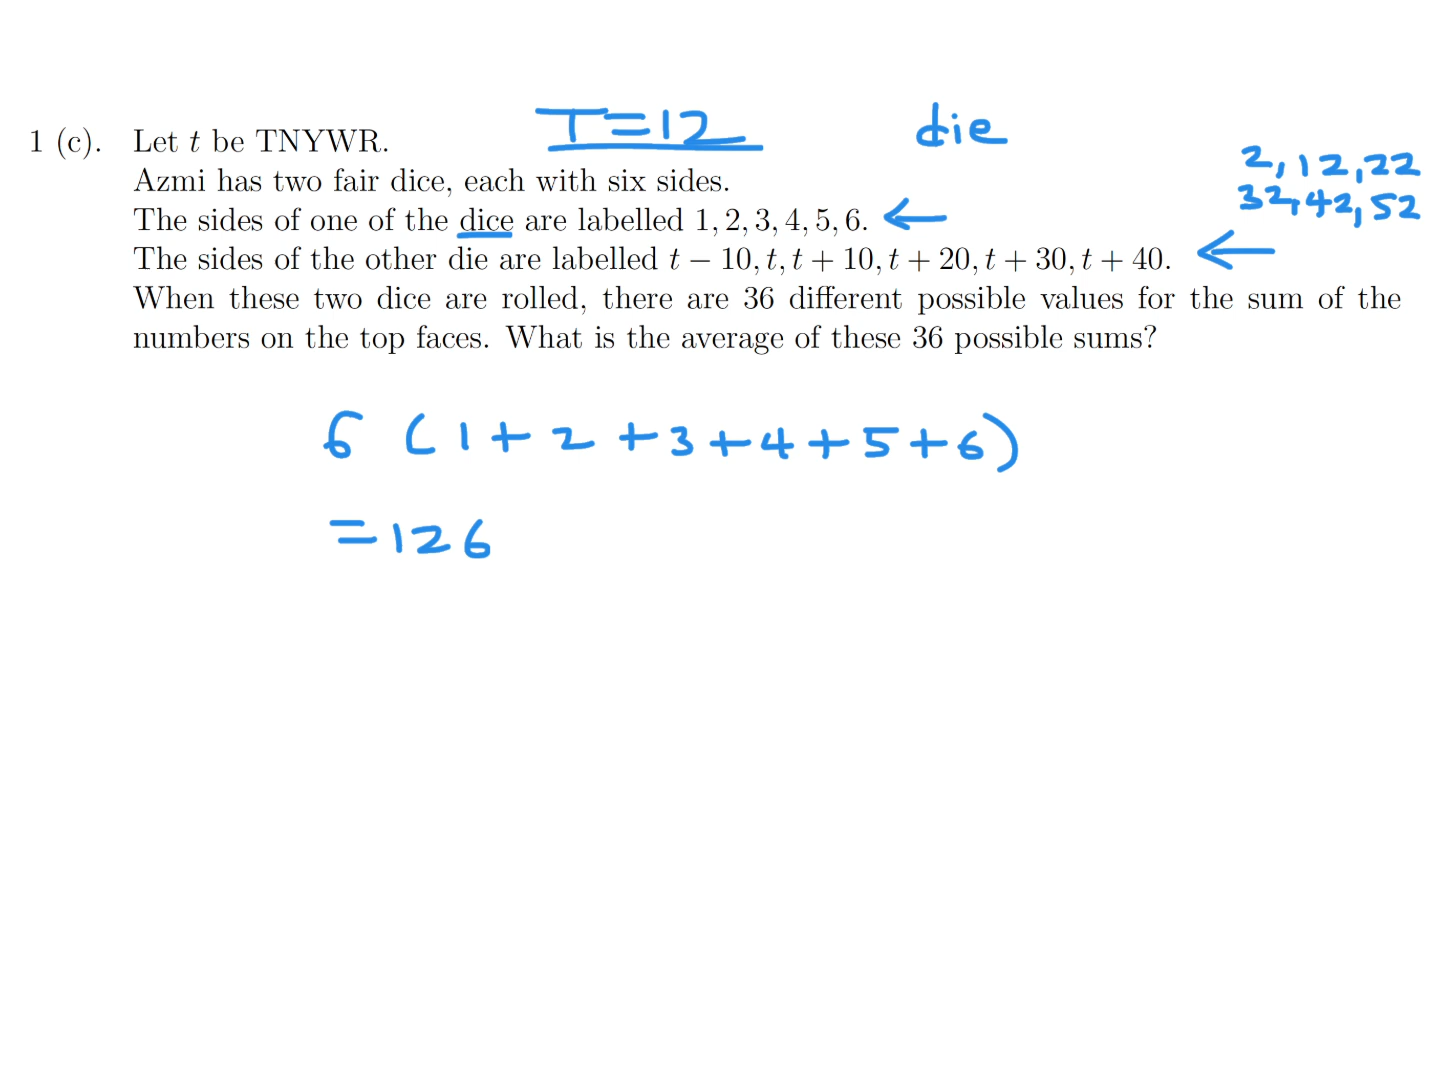 T=12
die
1 (c). Let t be TNYWR.
2, 12, 22
32, 42, 52
Azmi has two fair dice, each with six sides.
The sides of one of the dice are labelled 1, 2, 3, 4, 5, 6. ←
The sides of the other die are labelled t − 10, t, t + 10, t + 20, t + 30, t + 40. ←
When these two dice are rolled, there are 36 different possible values for the sum of the
numbers on the top faces. What is the average of these 36 possible sums?
6 (1+2+3+4+5+6)
=126